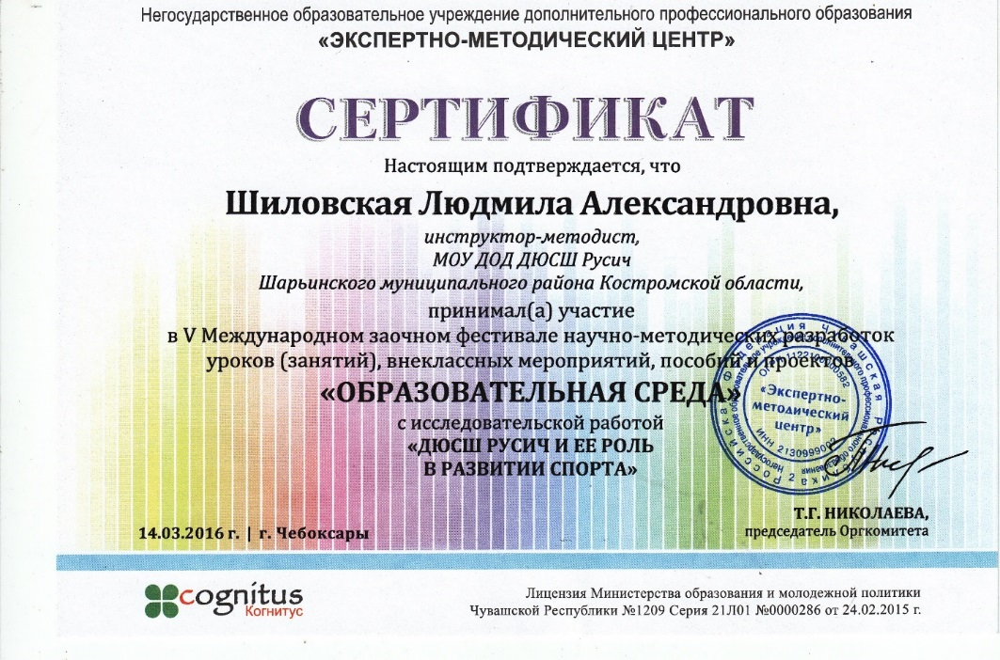 Негосударственное образовательное учреждение дополнительного профессионального образования
«ЭКСПЕРТНО-МЕТОДИЧЕСКИЙ ЦЕНТР»
СЕРТИФИКАТ
Настоящим подтверждается, что
Шиловская Людмила Александровна,
инструктор-методист,
МОУ ДОД ДЮСШ Русич
Шарьинского муниципального района Костромской области,
принимал(а) участие
в V Международном заочном фестивале научно-методических разработок
уроков (занятий), внеклассных мероприятий, пособий и проектов
«ОБРАЗОВАТЕЛЬНАЯ СРЕДА»
с исследовательской работой
«ДЮСШ РУСИЧ И ЕЕ РОЛЬ
В РАЗВИТИИ СПОРТА»
«Экспертно-
методический
центр»
Т.Г. НИКОЛАЕВА,
председатель Оргкомитета
14.03.2016 г. | г. Чебоксары
cognitus
Когнитус
Лицензия Министерства образования и молодежной политики
Чувашской Республики №1209 Серия 21Л01 №0000286 от 24.02.2015 г.